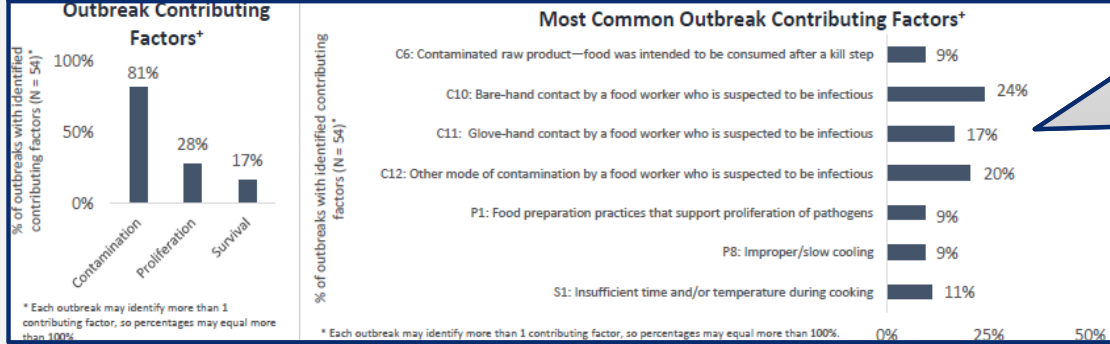 Outbreak Contributing
Factors⁺
% of outbreaks with identified
contributing factors (N = 54)*
100%
50%
0%
81%
28%
17%
Contamination
Proliferation
Survival
* Each outbreak may identify more than 1
contributing factor, so percentages may equal more
than 100%.
Most Common Outbreak Contributing Factors⁺
% of outbreaks with identified contributing
factors (N = 54)*
C6: Contaminated raw product—food was intended to be consumed after a kill step
9%
C10: Bare-hand contact by a food worker who is suspected to be infectious
24%
C11: Glove-hand contact by a food worker who is suspected to be infectious
17%
C12: Other mode of contamination by a food worker who is suspected to be infectious
20%
P1: Food preparation practices that support proliferation of pathogens
9%
P8: Improper/slow cooling
9%
S1: Insufficient time and/or temperature during cooking
11%
* Each outbreak may identify more than 1 contributing factor, so percentages may equal more than 100%.
0%
25%
50%